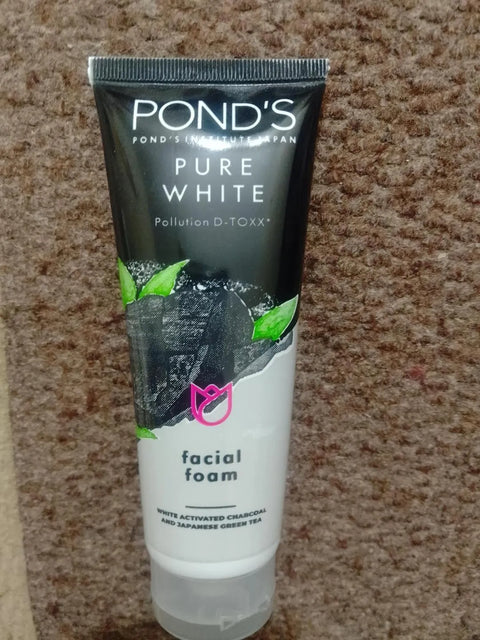 POND'S
POND'S INSTITUTE JAPAN
PURE
WHITE
Pollution D-TOXX*
facial
foam
WHITE ACTIVATED CHARCOAL
AND JAPANESE GREEN TEA